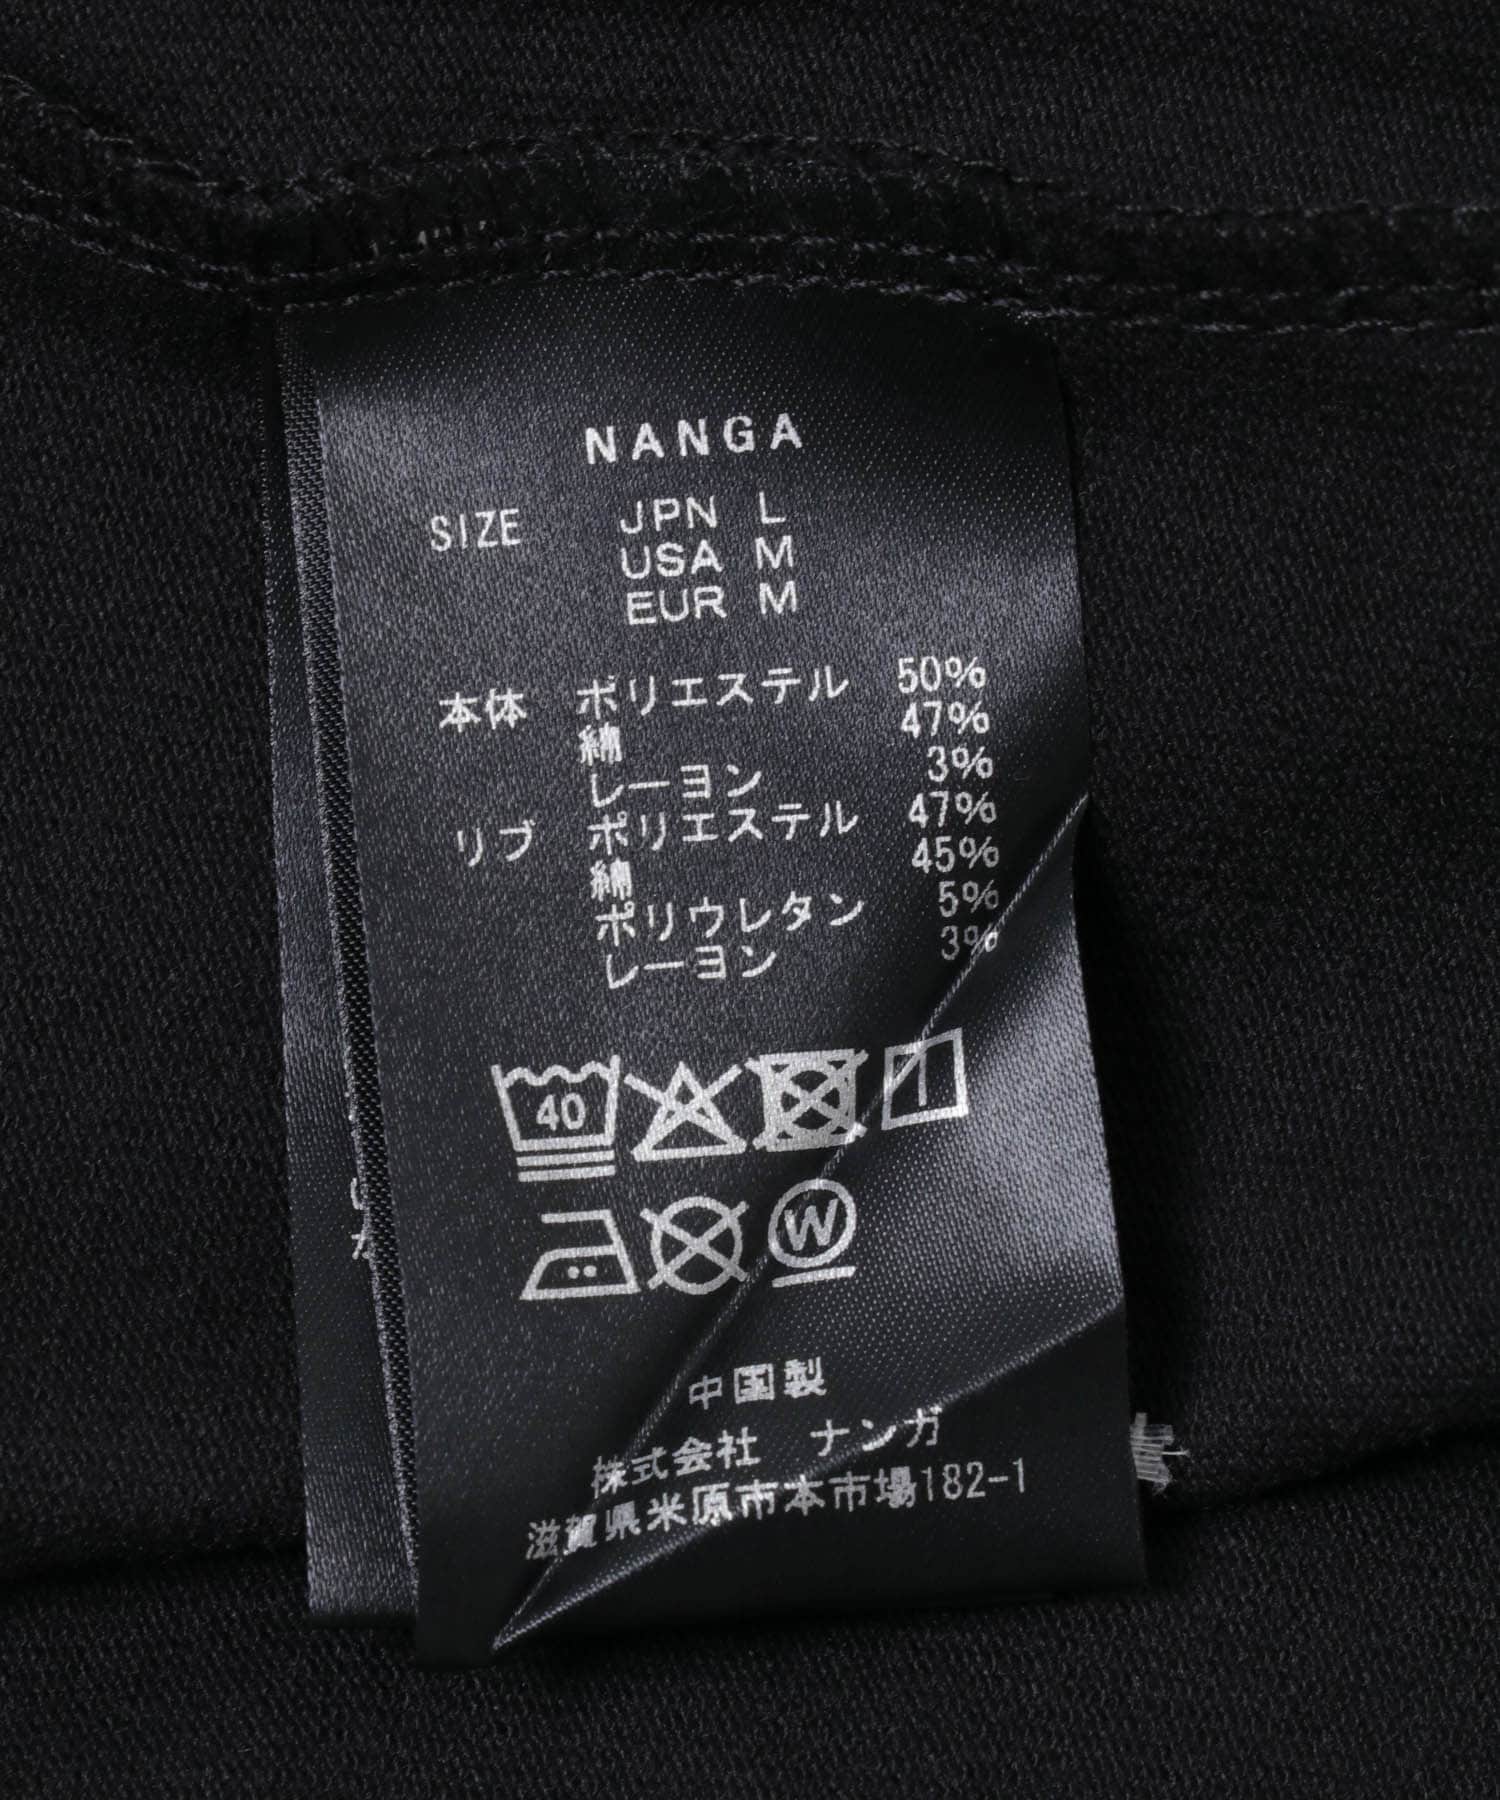 NANGA
SIZE JPN L
USA M
EUR M
本体 ポリエステル 50%
綿 47%
レーヨン 3%
リブ ポリエステル 47%
綿 45%
ポリウレタン 5%
レーヨン 3%
40
W
中国製
株式会社 ナンガ
滋賀県米原市本市場182-1